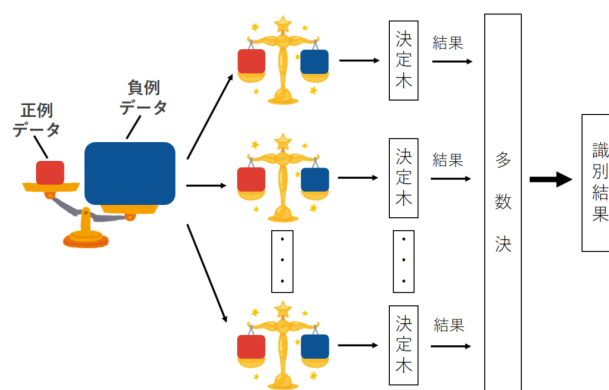 正例
データ
負例
データ
決定木
結果
決定木
結果
・・・
・・・
決定木
結果
多数決
識別結果